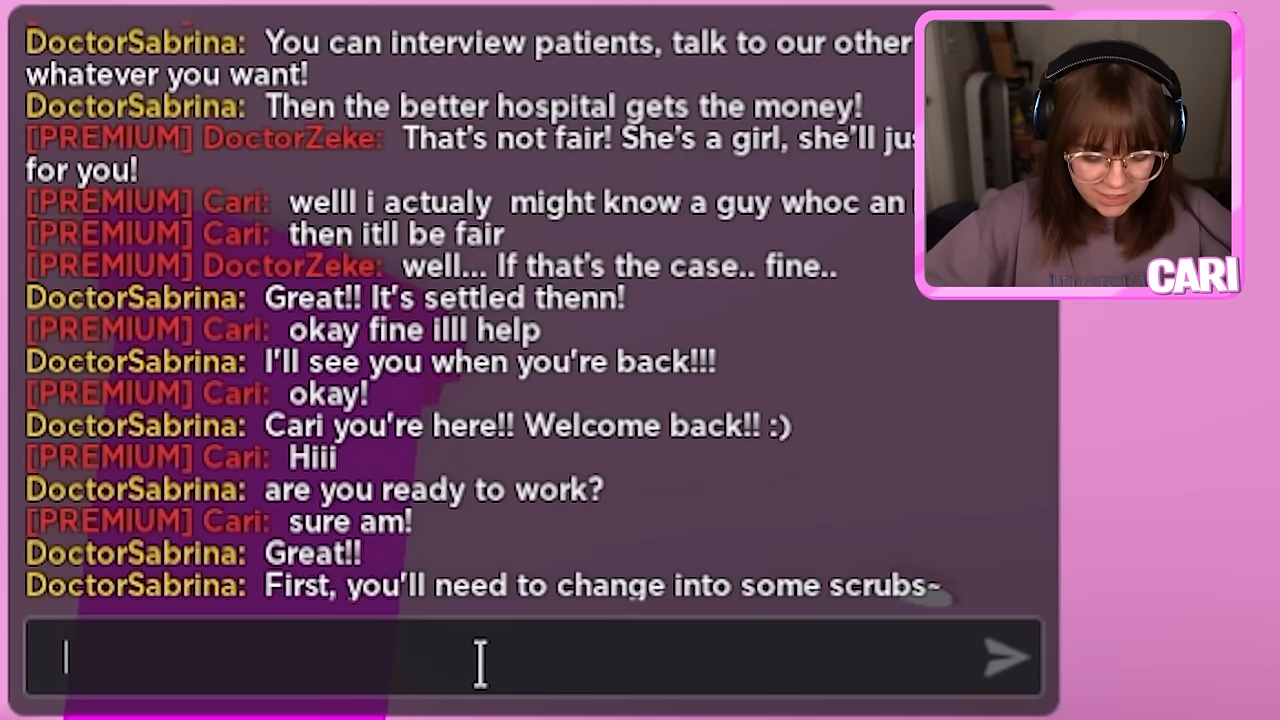 DoctorSabrina: You can interview patients, talk to our other
whatever you want!
DoctorSabrina: Then the better hospital gets the money!
[PREMIUM] DoctorZeke: That's not fair! She's a girl, she'll
for you!
[PREMIUM] Cari: welll i actualy might know a guy whoc an
[PREMIUM] Cari: then itll be fair
[PREMIUM] DoctorZeke: well... If that's the case.. fine..
DoctorSabrina: Great!! It's settled thenn!
[PREMIUM] Cari: okay fine illl help
DoctorSabrina: I'll see you when you're back!!!
[PREMIUM] Cari: okay!
DoctorSabrina: Cari you're here!! Welcome back!! :)
[PREMIUM] Cari: Hiii
DoctorSabrina: are you ready to work?
[PREMIUM] Cari: sure am!
DoctorSabrina: Great!!
DoctorSabrina: First, you'll need to change into some scrubs~
CARI